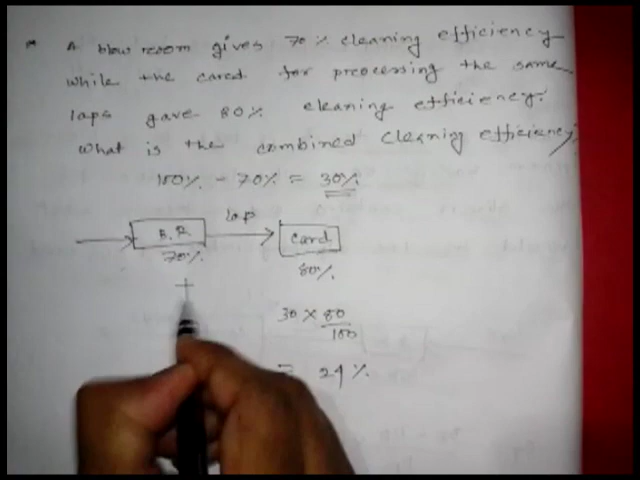 * A blow room gives 70% cleaning efficiency
while the card for processing the same
laps gave 80% cleaning efficiency.
What is the combined cleaning efficiency
100% - 70% = 30%
lap
B.R. card
70% 80%
+
30 × 80/100
= 24%